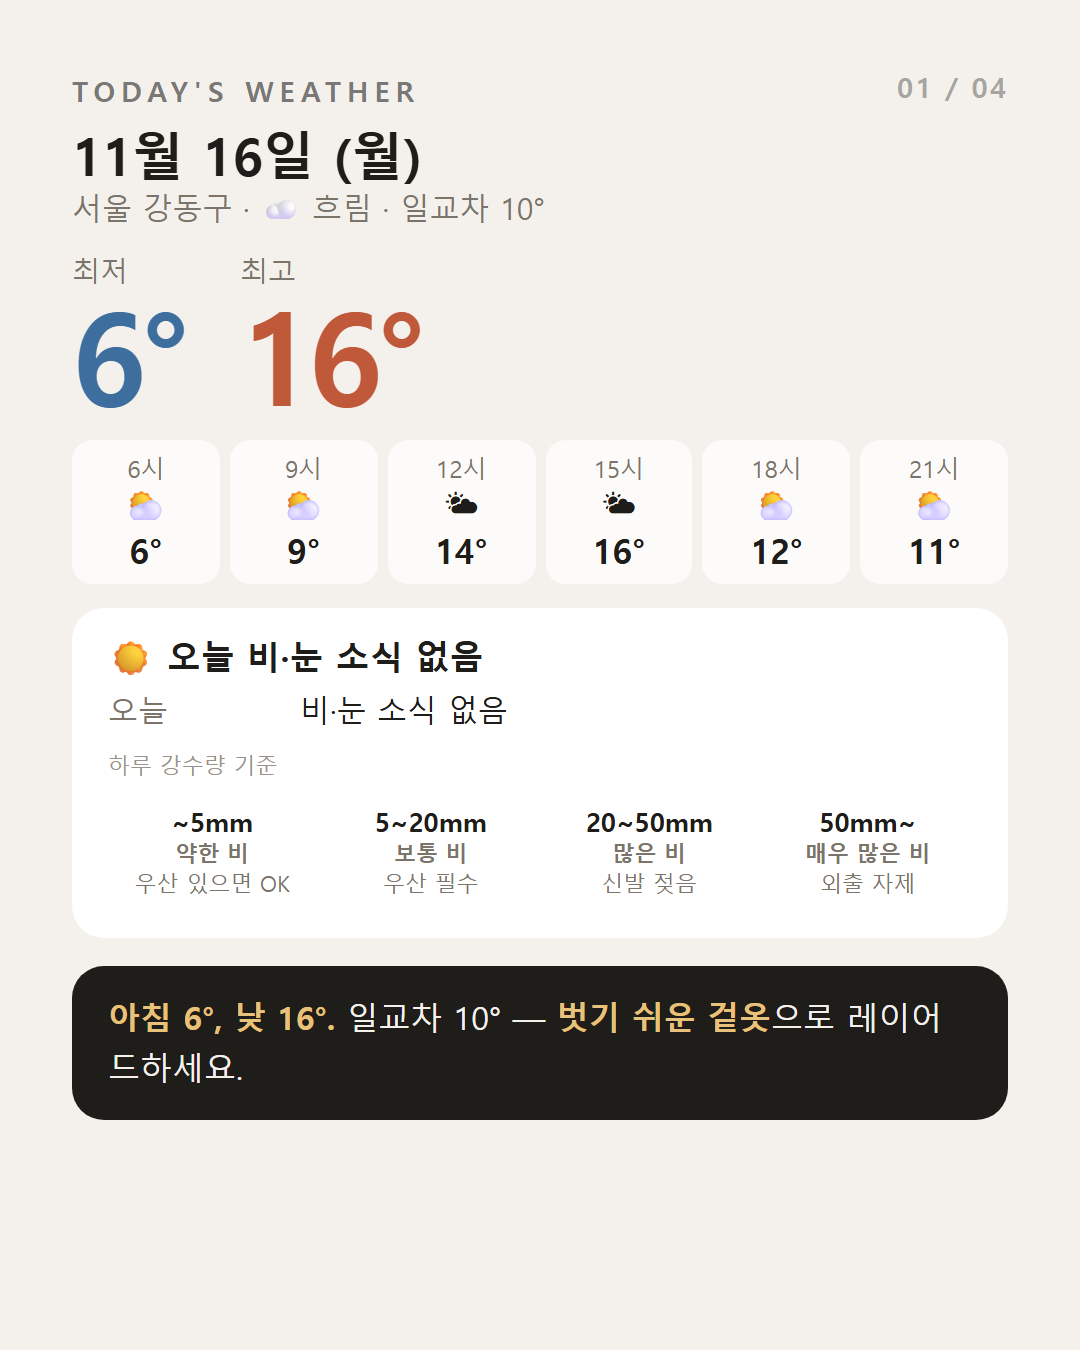 TODAY'S WEATHER
01 / 04
11월 16일 (월)
서울 강동구 · ☁️ 흐림 · 일교차 10°
최저 최고
6° 16°
6시 9시 12시 15시 18시 21시
6° 9° 14° 16° 12° 11°
오늘 비·눈 소식 없음
오늘 비·눈 소식 없음
하루 강수량 기준
~5mm 5~20mm 20~50mm 50mm~
약한 비 보통 비 많은 비 매우 많은 비
우산 있으면 OK 우산 필수 신발 젖음 외출 자제
아침 6°, 낮 16°. 일교차 10° — 벗기 쉬운 겉옷으로 레이어
드하세요.